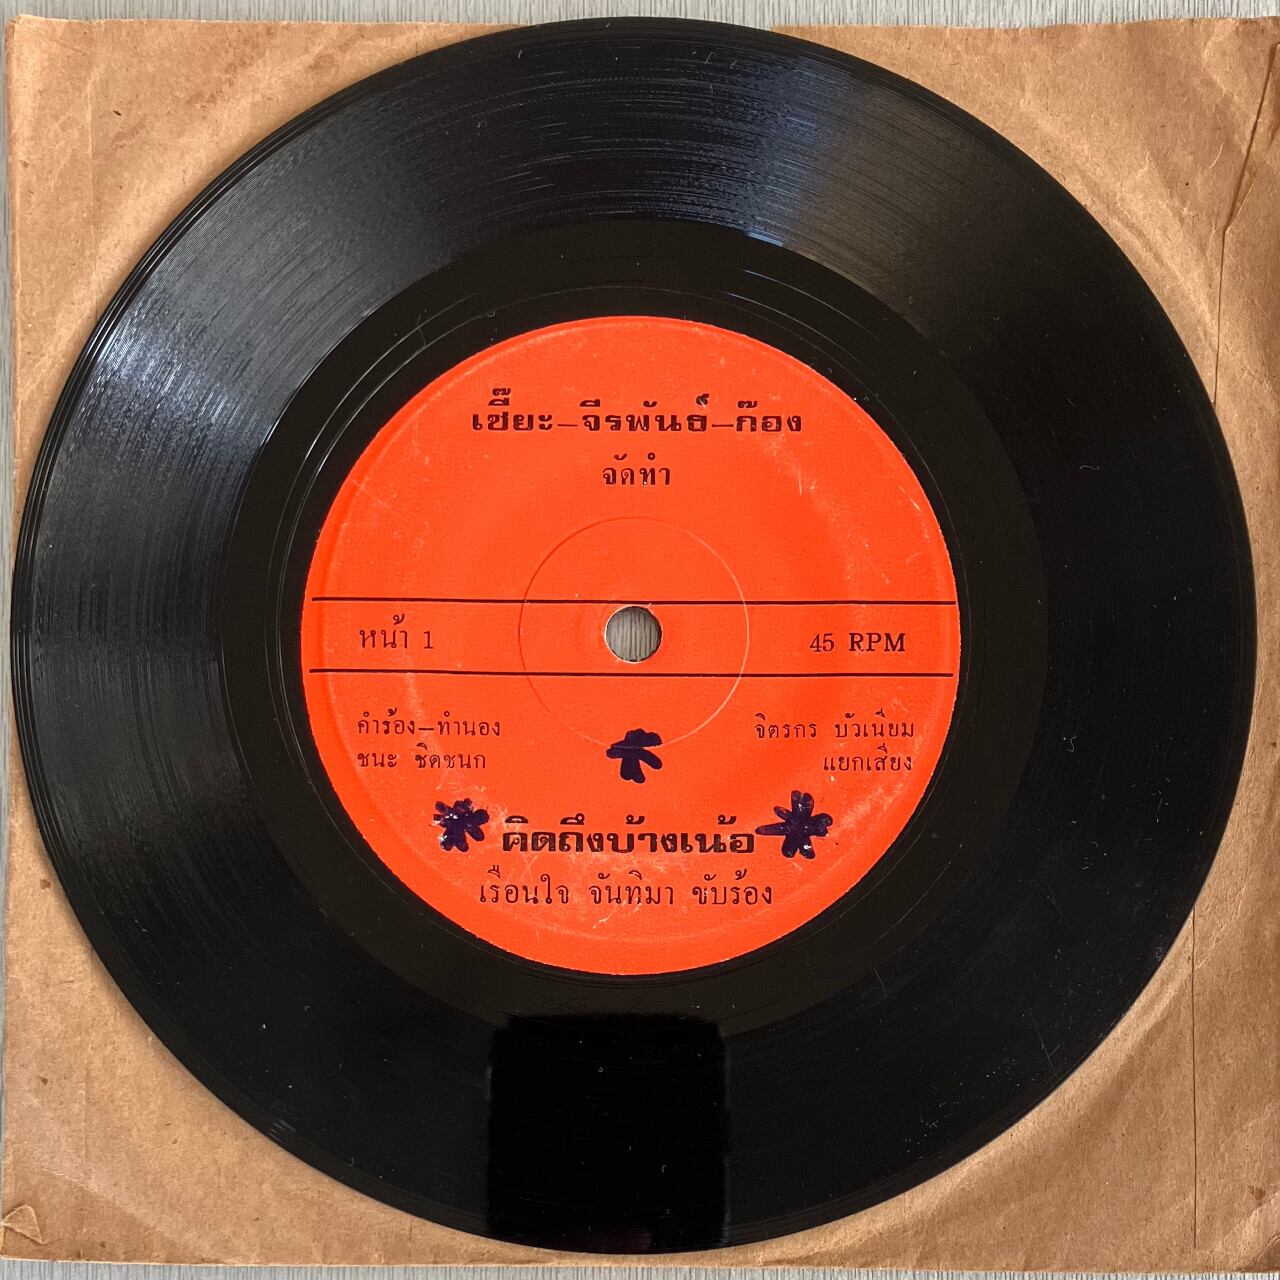 เซี๊ยะ–จีรพันธ์–ก๊อง
จัดทำ
หน้า 1
45 RPM
คำร้อง–ทำนอง
ชนะ ชิดชนก
จิตรกร บัวเนียม
แยกเสียง
คิดถึงบ้างเน้อ
เรือนใจ จันทิมา ขับร้อง